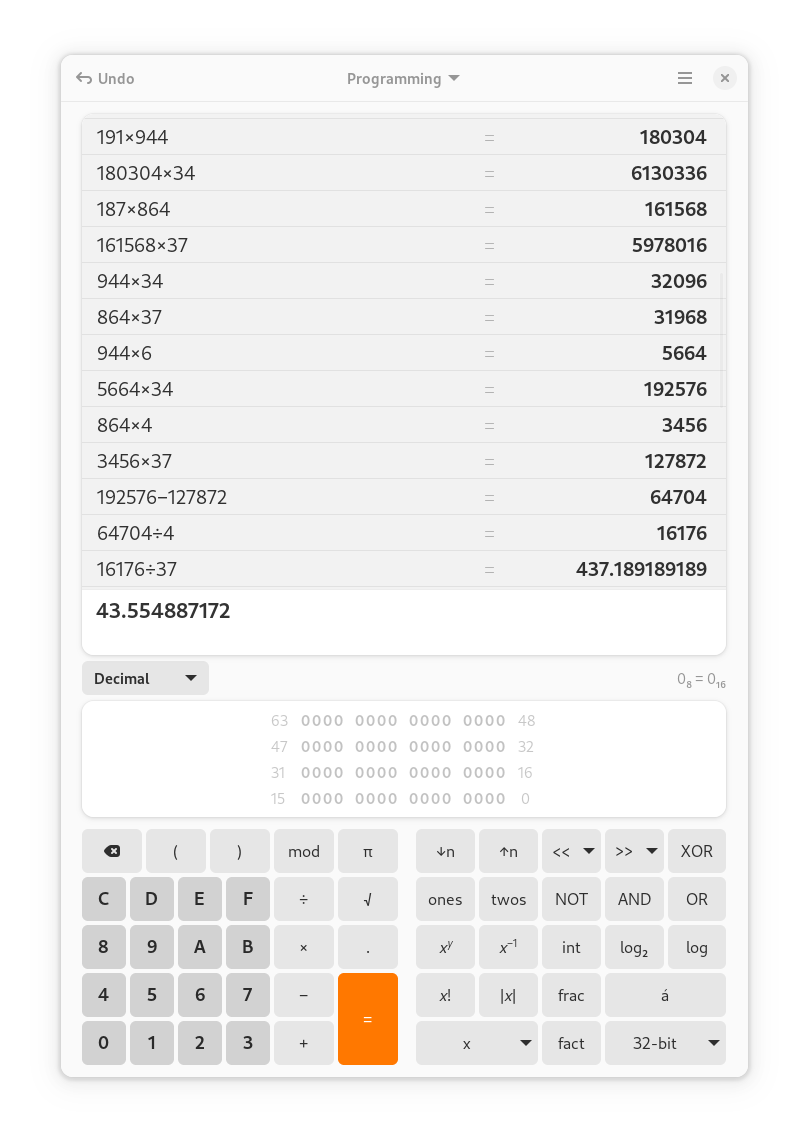 Undo Programming
191×944 = 180304
180304×34 = 6130336
187×864 = 161568
161568×37 = 5978016
944×34 = 32096
864×37 = 31968
944×6 = 5664
5664×34 = 192576
864×4 = 3456
3456×37 = 127872
192576−127872 = 64704
64704÷4 = 16176
16176÷37 = 437.189189189
43.554887172
Decimal 0₈ = 0₁₆
63 0000 0000 0000 0000 48
47 0000 0000 0000 0000 32
31 0000 0000 0000 0000 16
15 0000 0000 0000 0000 0
( ) mod π ↓n ↑n << >> XOR
C D E F ÷ √ ones twos NOT AND OR
8 9 A B × . xʸ x⁻¹ int log₂ log
4 5 6 7 − = x! |x| frac á
0 1 2 3 + x fact 32-bit